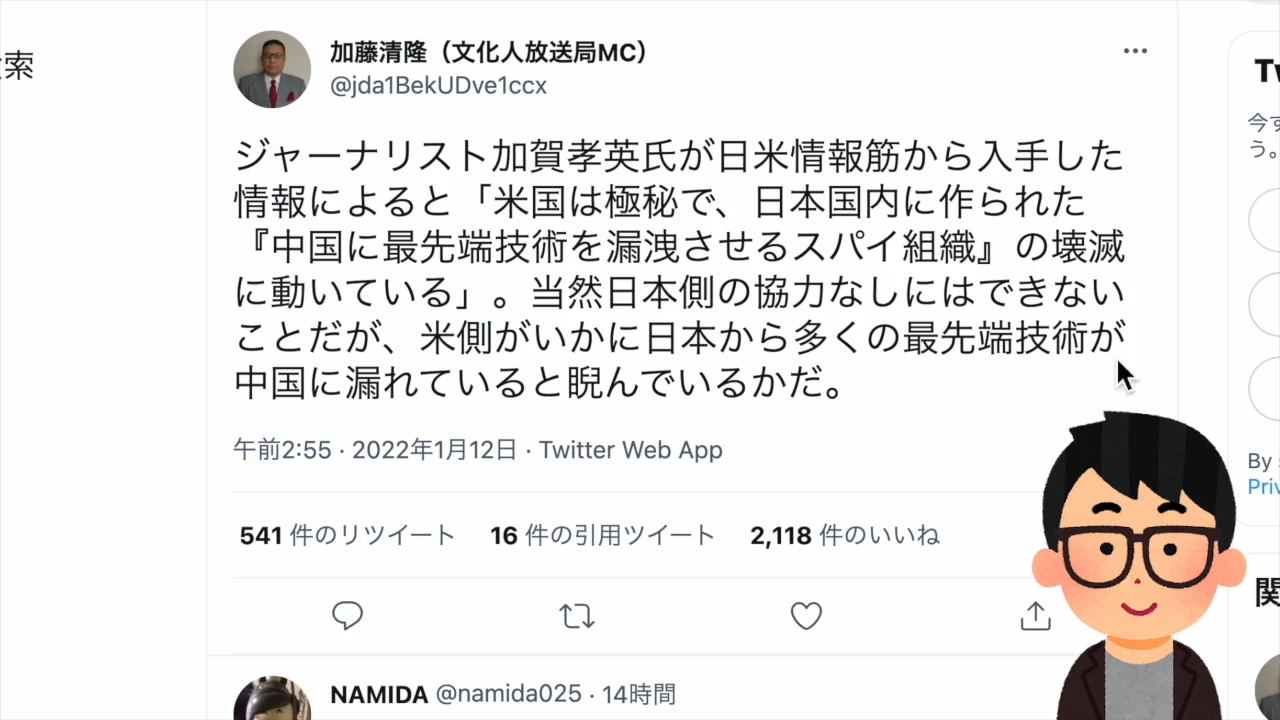 索
加藤清隆（文化人放送局MC）
@jda1BekUDve1ccx
ジャーナリスト加賀孝英氏が日米情報筋から入手した
情報によると「米国は極秘で、日本国内に作られた
『中国に最先端技術を漏洩させるスパイ組織』の壊滅
に動いている」。当然日本側の協力なしにはできない
ことだが、米側がいかに日本から多くの最先端技術が
中国に漏れていると睨んでいるかだ。
午前2:55 · 2022年1月12日 · Twitter Web App
541 件のリツイート 16 件の引用ツイート 2,118 件のいいね
NAMIDA @namida025 · 14時間
Tw
今す
う。
By
Priv
関